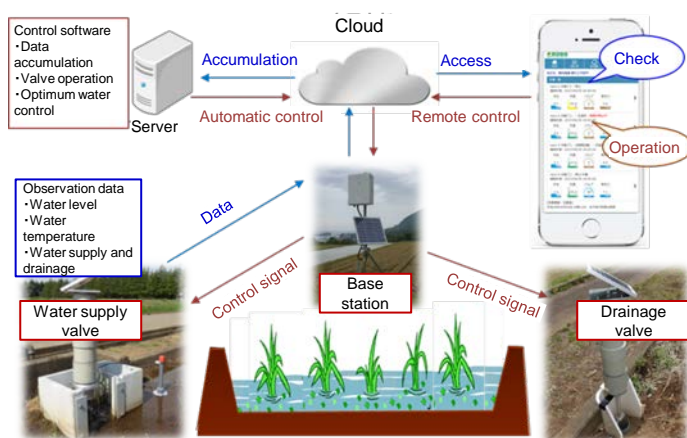 Cloud
Control software
・Data
accumulation
・Valve operation
・Optimum water
control
Server
Accumulation
Access
Automatic control
Remote control
Check
Operation
Observation data
・Water level
・Water
temperature
・Water supply and
drainage
Data
Control signal
Control signal
Water supply
valve
Base
station
Drainage
valve